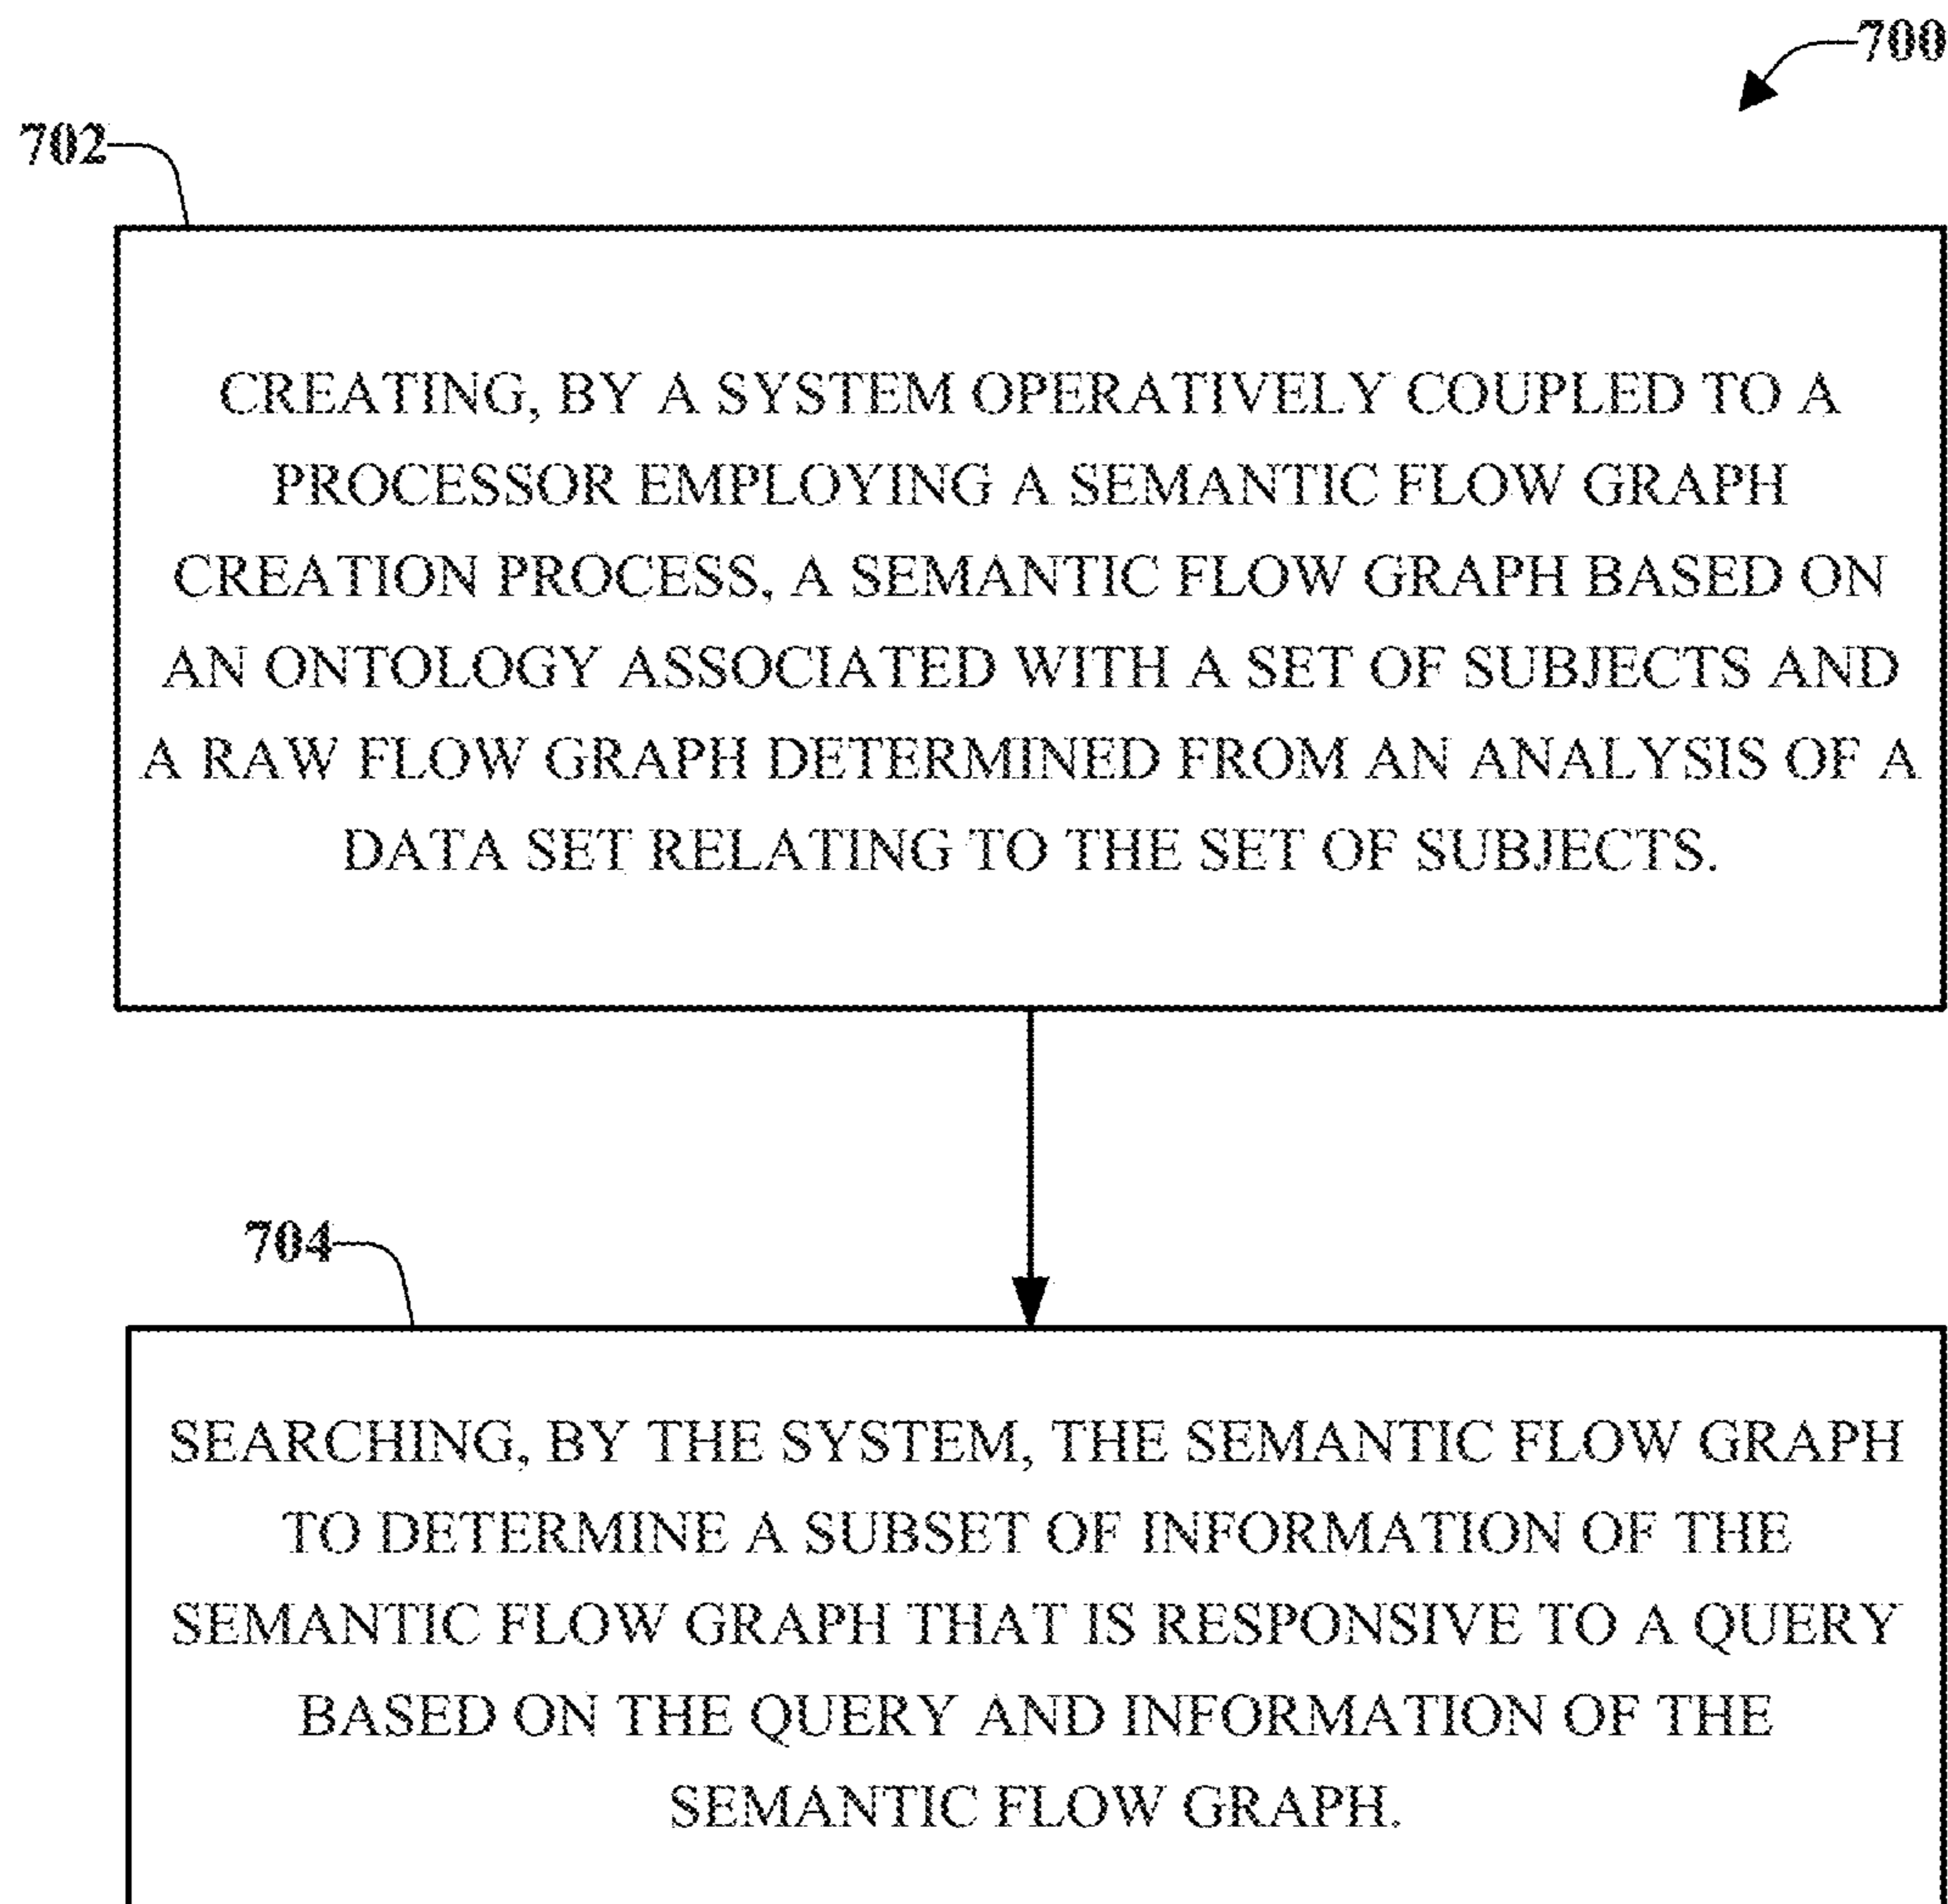 700
702
CREATING, BY A SYSTEM OPERATIVELY COUPLED TO A
PROCESSOR EMPLOYING A SEMANTIC FLOW GRAPH
CREATION PROCESS, A SEMANTIC FLOW GRAPH BASED ON
AN ONTOLOGY ASSOCIATED WITH A SET OF SUBJECTS AND
A RAW FLOW GRAPH DETERMINED FROM AN ANALYSIS OF A
DATA SET RELATING TO THE SET OF SUBJECTS.
704
SEARCHING, BY THE SYSTEM, THE SEMANTIC FLOW GRAPH
TO DETERMINE A SUBSET OF INFORMATION OF THE
SEMANTIC FLOW GRAPH THAT IS RESPONSIVE TO A QUERY
BASED ON THE QUERY AND INFORMATION OF THE
SEMANTIC FLOW GRAPH.